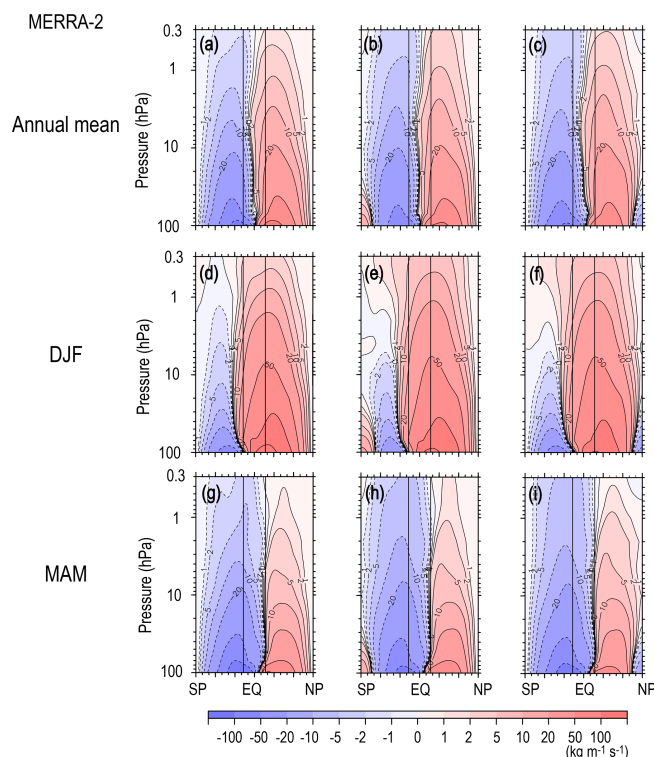 MERRA-2
(a) (b) (c)
Annual mean
Pressure (hPa)
0.3
1
10
100
(d) (e) (f)
DJF
Pressure (hPa)
0.3
1
10
100
(g) (h) (i)
MAM
Pressure (hPa)
0.3
1
10
100
SP EQ NP SP EQ NP SP EQ NP
-100 -50 -20 -10 -5 -2 -1 0 1 2 5 10 20 50 100
(kg m⁻¹ s⁻¹)